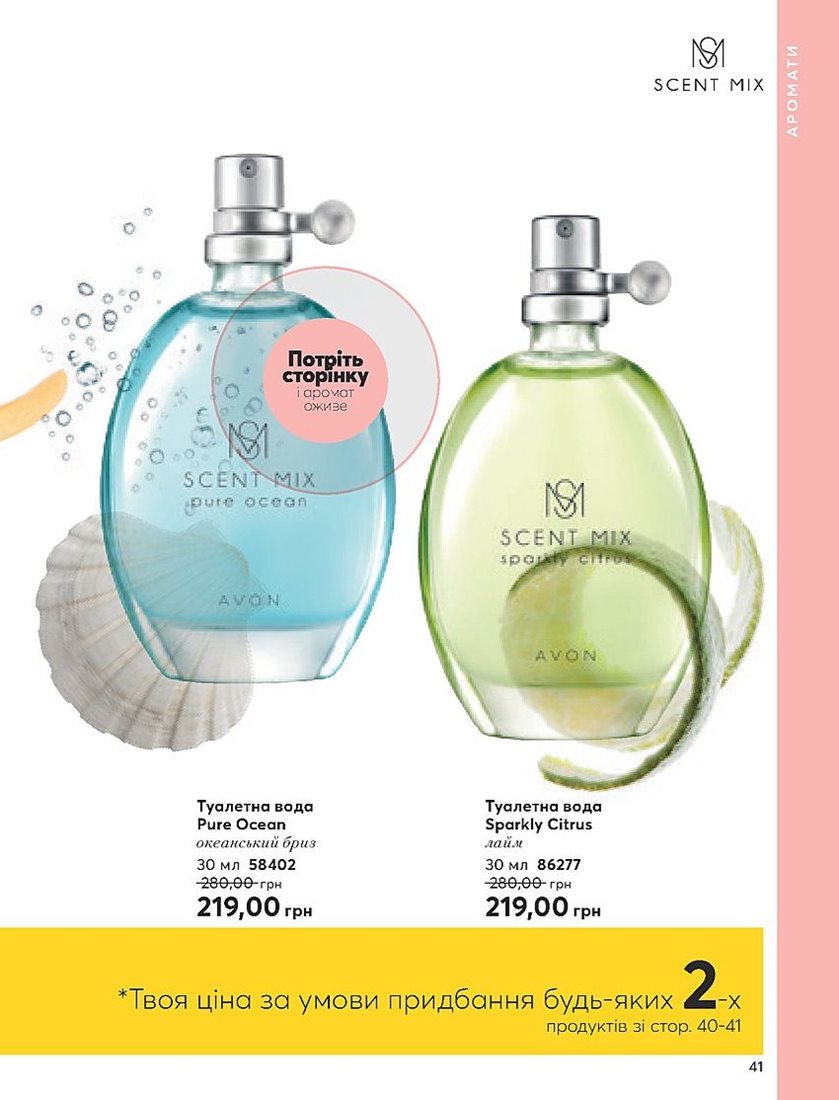 SCENT MIX
АРОМАТИ
Потріть
сторінку
і аромат
оживе
SCENT MIX
pure ocean
AVON
SCENT MIX
sparkly citrus
AVON
Туалетна вода
Pure Ocean
океанський бриз
30 мл 58402
280,00 грн
219,00 грн
Туалетна вода
Sparkly Citrus
лайм
30 мл 86277
280,00 грн
219,00 грн
*Твоя ціна за умови придбання будь-яких 2-х
продуктів зі стор. 40-41
41